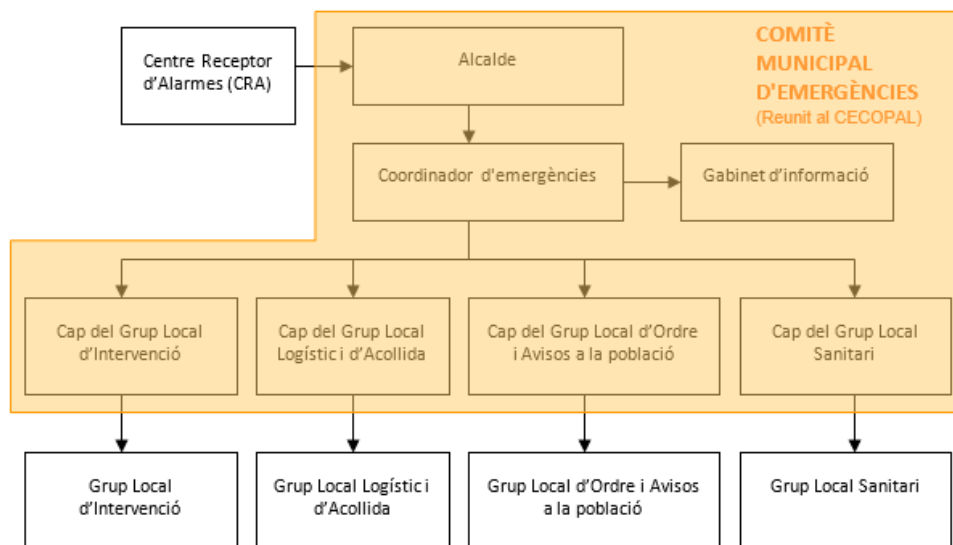 Centre Receptor
d'Alarmes (CRA)
Alcalde
COMITÈ
MUNICIPAL
D'EMERGÈNCIES
(Reunit al CECOPAL)
Coordinador d'emergències
Gabinet d'informació
Cap del Grup Local
d'Intervenció
Cap del Grup Local
Logístic i d'Acollida
Cap del Grup Local d'Ordre
i Avisos a la població
Cap del Grup Local
Sanitari
Grup Local
d'Intervenció
Grup Local Logístic i
d'Acollida
Grup Local d'Ordre i Avisos
a la població
Grup Local Sanitari